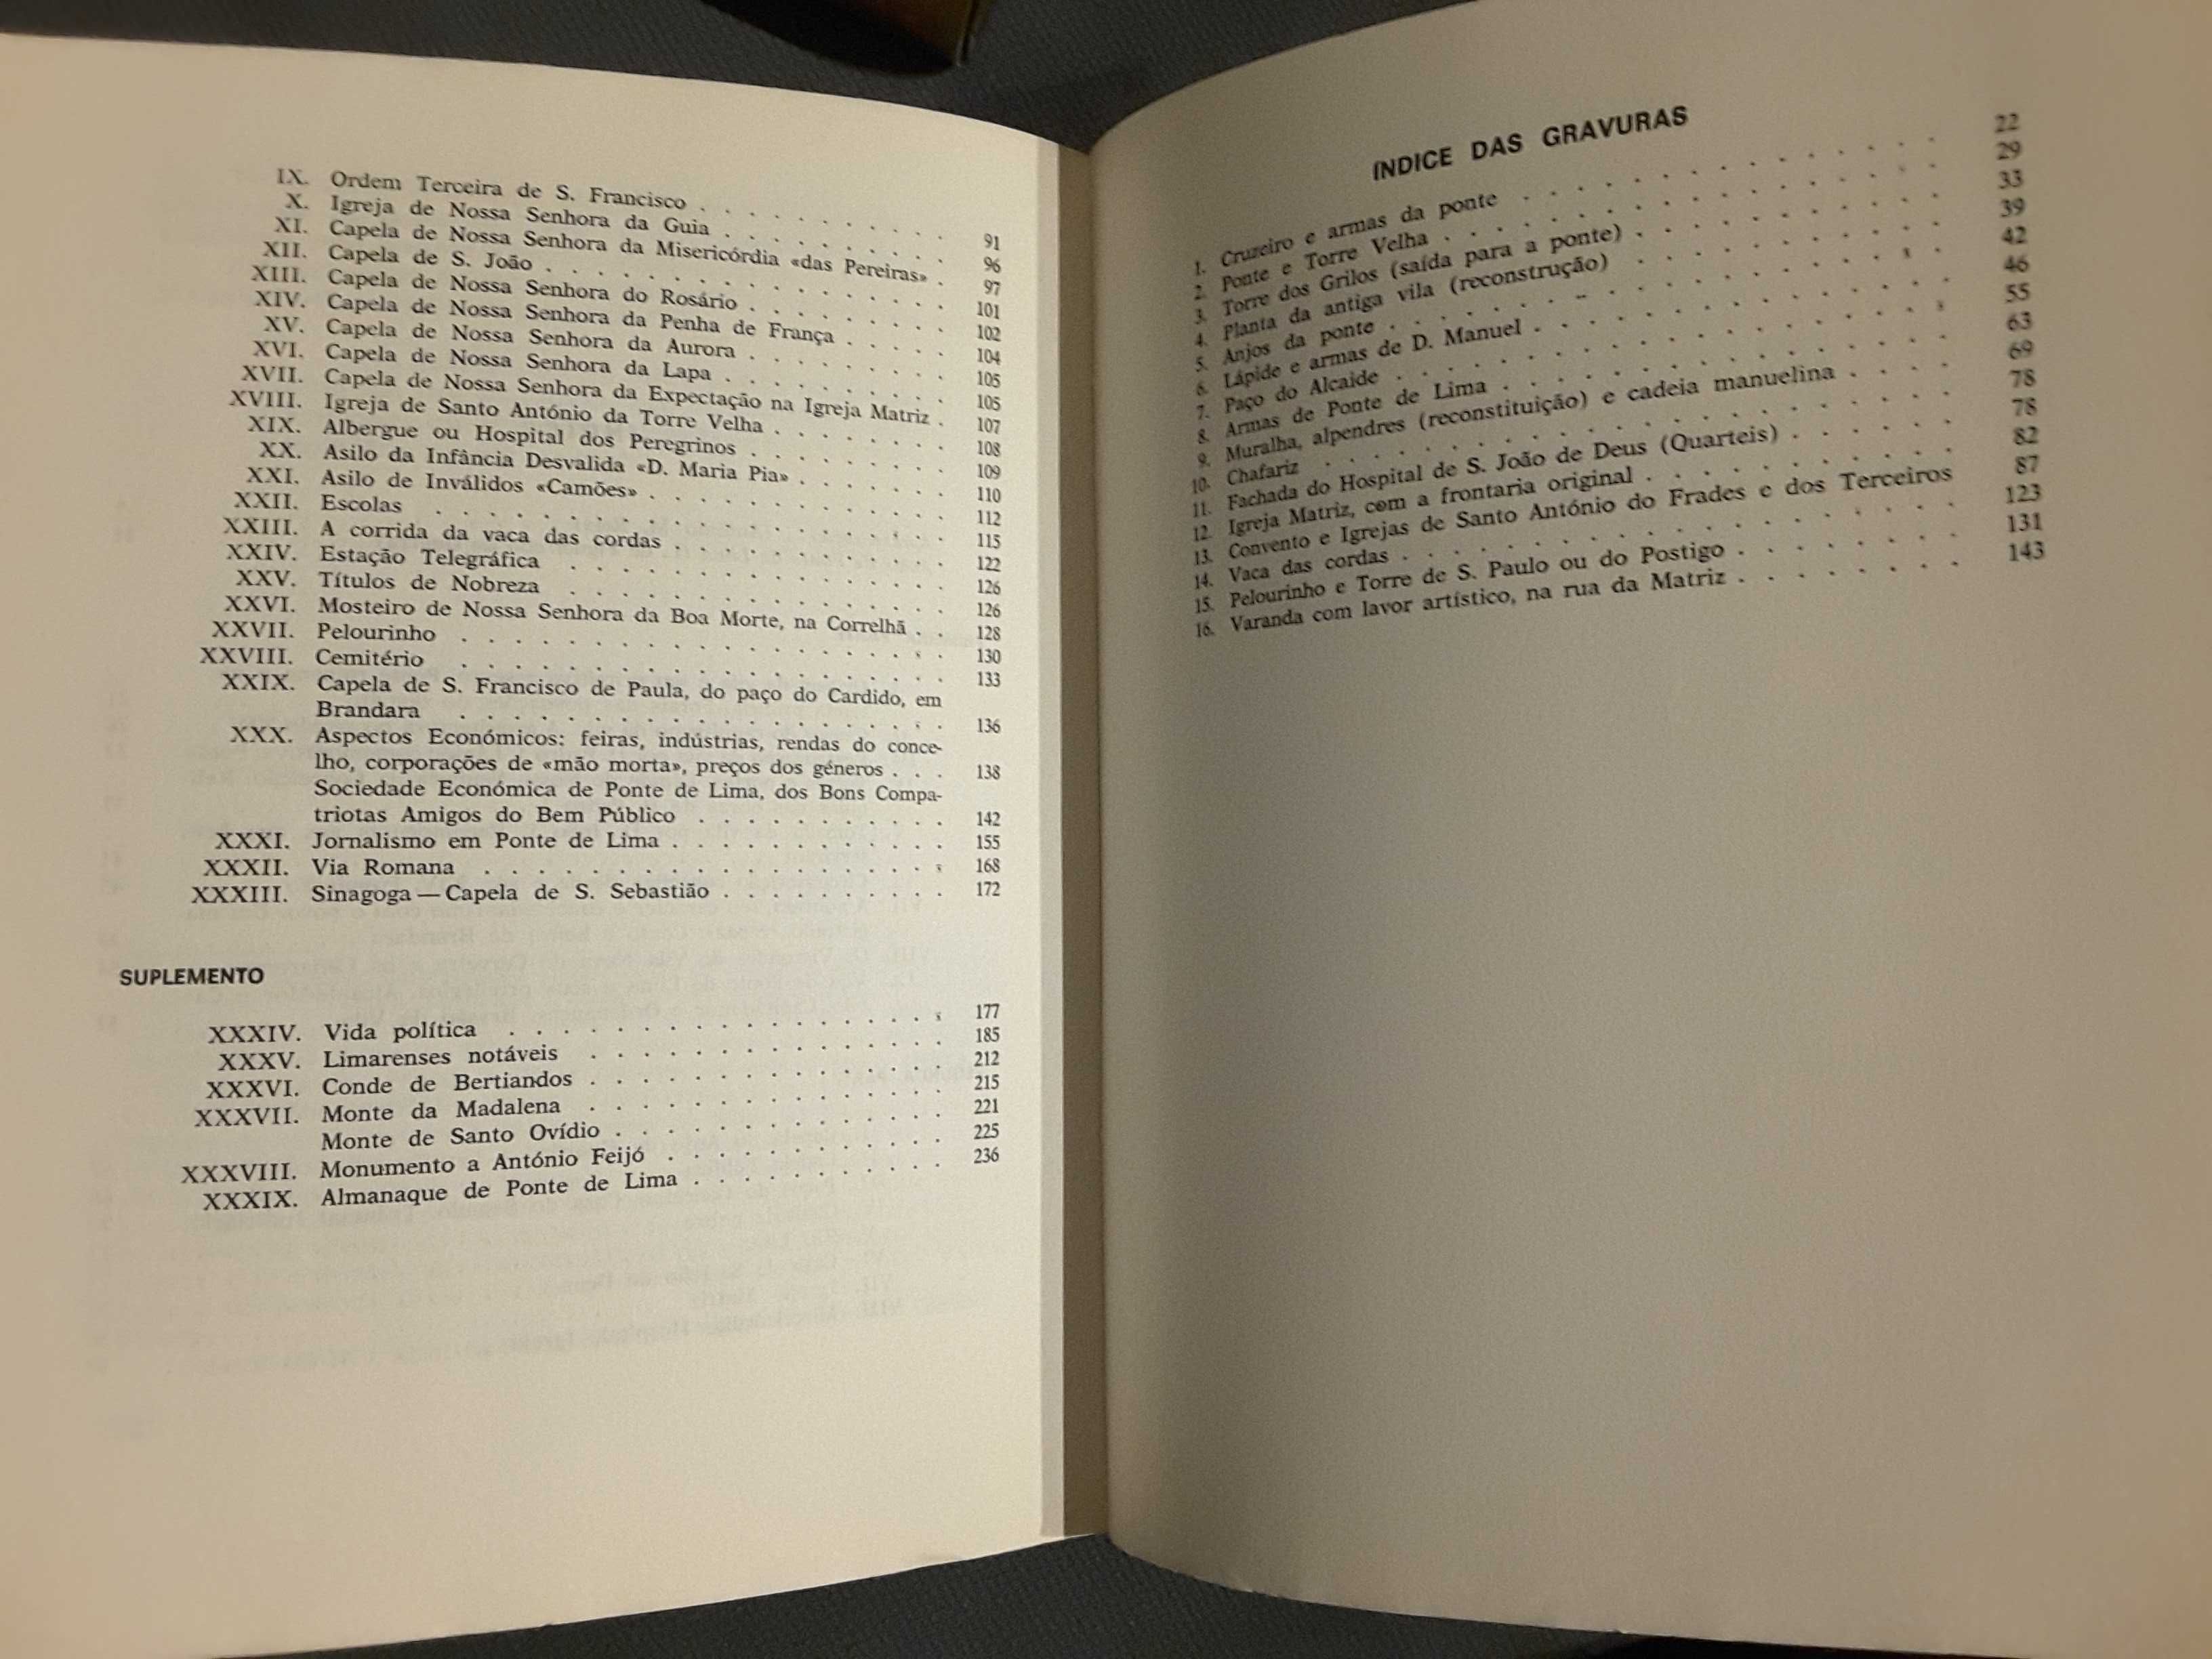 IX. Ordem Terceira de S. Francisco . . . . . . . . . . 91
X. Igreja de Nossa Senhora da Guia . . . . . . . . . 96
XI. Capela de Nossa Senhora da Misericórdia «das Pereiras» . 97
XII. Capela de S. João . . . . . . . . . . . . . . . . 101
XIII. Capela de Nossa Senhora do Rosário . . . . . . . . 102
XIV. Capela de Nossa Senhora da Penha de França . . . . . 104
XV. Capela de Nossa Senhora da Aurora . . . . . . . . 105
XVI. Capela de Nossa Senhora da Lapa . . . . . . . . . 105
XVII. Capela de Nossa Senhora da Expectação na Igreja Matriz . 107
XVIII. Igreja de Santo António da Torre Velha . . . . . . . 108
XIX. Albergue ou Hospital dos Peregrinos . . . . . . . . 109
XX. Asilo da Infância Desvalida «D. Maria Pia» . . . . . . 110
XXI. Asilo de Inválidos «Camões» . . . . . . . . . . . . 112
XXII. Escolas . . . . . . . . . . . . . . . . . . . . 115
XXIII. A corrida da vaca das cordas . . . . . . . . . . . 122
XXIV. Estação Telegráfica . . . . . . . . . . . . . . . 126
XXV. Títulos de Nobreza . . . . . . . . . . . . . . . 126
XXVI. Mosteiro de Nossa Senhora da Boa Morte, na Correlhã . . 128
XXVII. Pelourinho . . . . . . . . . . . . . . . . . . . 130
XXVIII. Cemitério . . . . . . . . . . . . . . . . . . . 133
XXIX. Capela de S. Francisco de Paula, do paço do Cardido, em
Brandara . . . . . . . . . . . . . . . . . . . 136
XXX. Aspectos Económicos: feiras, indústrias, rendas do conce-
lho, corporações de «mão morta», preços dos géneros . . . 138
Sociedade Económica de Ponte de Lima, dos Bons Compa-
triotas Amigos do Bem Público . . . . . . . . . . 142
XXXI. Jornalismo em Ponte de Lima . . . . . . . . . . . 155
XXXII. Via Romana . . . . . . . . . . . . . . . . . . 168
XXXIII. Sinagoga — Capela de S. Sebastião . . . . . . . . . 172
SUPLEMENTO
XXXIV. Vida política . . . . . . . . . . . . . . . . . 177
XXXV. Limarenses notáveis . . . . . . . . . . . . . . 185
XXXVI. Conde de Bertiandos . . . . . . . . . . . . . . 212
XXXVII. Monte da Madalena . . . . . . . . . . . . . . 215
Monte de Santo Ovídio . . . . . . . . . . . . . 221
XXXVIII. Monumento a António Feijó . . . . . . . . . . . 225
XXXIX. Almanaque de Ponte de Lima . . . . . . . . . . 236
ÍNDICE DAS GRAVURAS
1. Cruzeiro e armas da ponte . . . . . . . . . . . . . . . 22
2. Ponte e Torre Velha . . . . . . . . . . . . . . . . . . 29
3. Torre dos Grilos (saída para a ponte) . . . . . . . . . . . 33
4. Planta da antiga vila (reconstrução) . . . . . . . . . . . 39
5. Anjos da ponte . . . . . . . . . . . . . . . . . . . . 42
6. Lápide e armas de D. Manuel . . . . . . . . . . . . . . 46
7. Paço do Alcaide . . . . . . . . . . . . . . . . . . . . 55
8. Armas de Ponte de Lima . . . . . . . . . . . . . . . . 63
9. Muralha, alpendres (reconstituição) e cadeia manuelina . . . . 69
10. Chafariz . . . . . . . . . . . . . . . . . . . . . . 78
11. Fachada do Hospital de S. João de Deus (Quarteis) . . . . . . 78
12. Igreja Matriz, com a frontaria original . . . . . . . . . . . 82
13. Convento e Igrejas de Santo António do Frades e dos Terceiros 87
14. Vaca das cordas . . . . . . . . . . . . . . . . . . . . 123
15. Pelourinho e Torre de S. Paulo ou do Postigo . . . . . . . . 131
16. Varanda com lavor artístico, na rua da Matriz . . . . . . . . 143